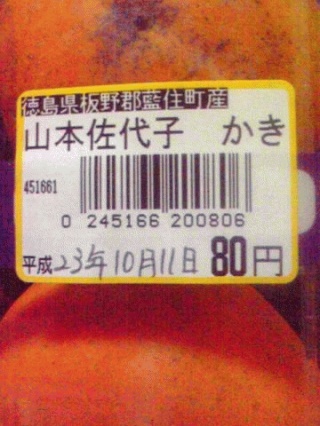 徳島県板野郡藍住町産
山本佐代子 かき
451661
0 245166 200806
平成23年10月11日 80円